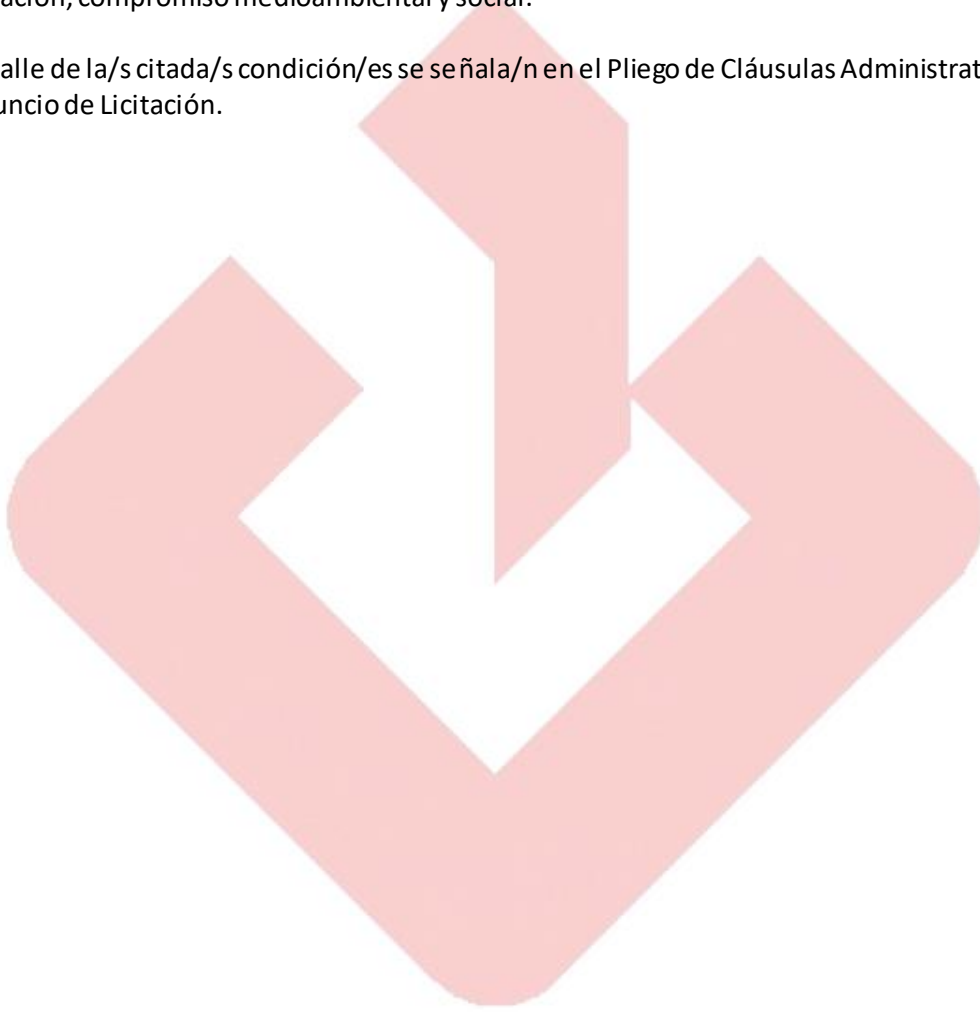 ación, compromiso medioambiental y social.
alle de la/s citada/s condición/es se señala/n en el Pliego de Cláusulas Administrat
uncio de Licitación.